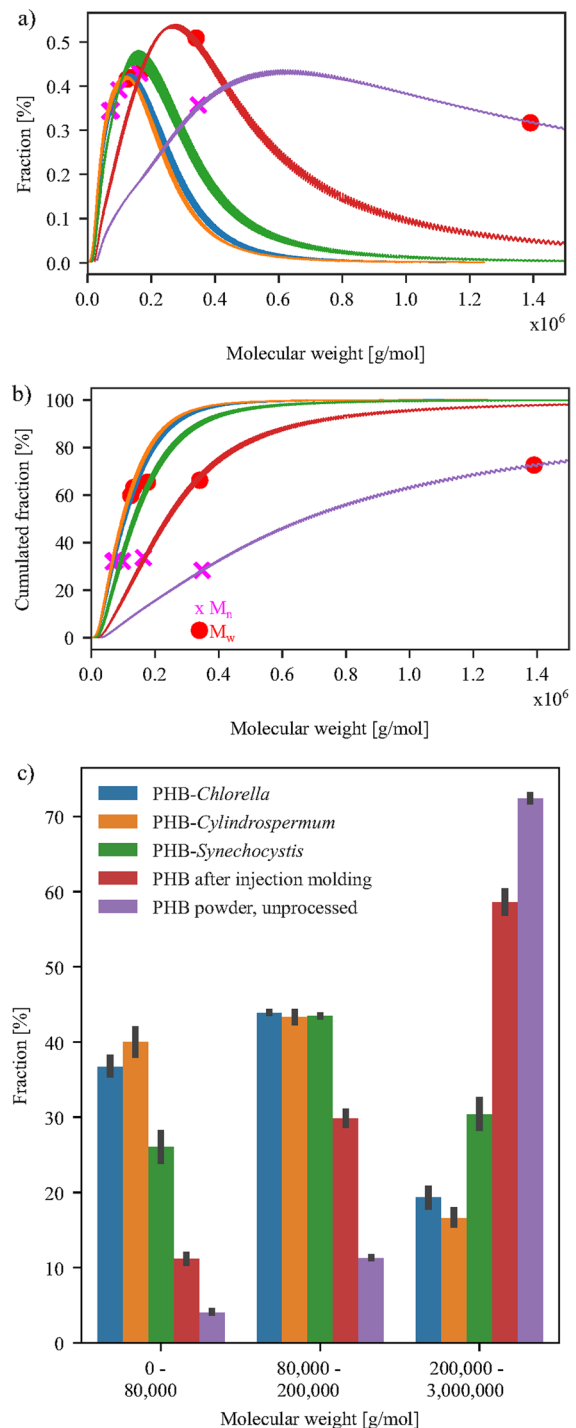 a)
0.5
0.4
0.3
0.2
0.1
0.0
Fraction [%]
0.0 0.2 0.4 0.6 0.8 1.0 1.2 1.4
x10⁶
Molecular weight [g/mol]
b)
100
80
60
40
20
0
Cumulated fraction [%]
x Mₙ
M_w
0.0 0.2 0.4 0.6 0.8 1.0 1.2 1.4
x10⁶
Molecular weight [g/mol]
c)
PHB-Chlorella
PHB-Cylindrospermum
PHB-Synechocystis
PHB after injection molding
PHB powder, unprocessed
70
60
50
40
30
20
10
0
Fraction [%]
0 - 80,000 - 200,000 -
80,000 200,000 3,000,000
Molecular weight [g/mol]